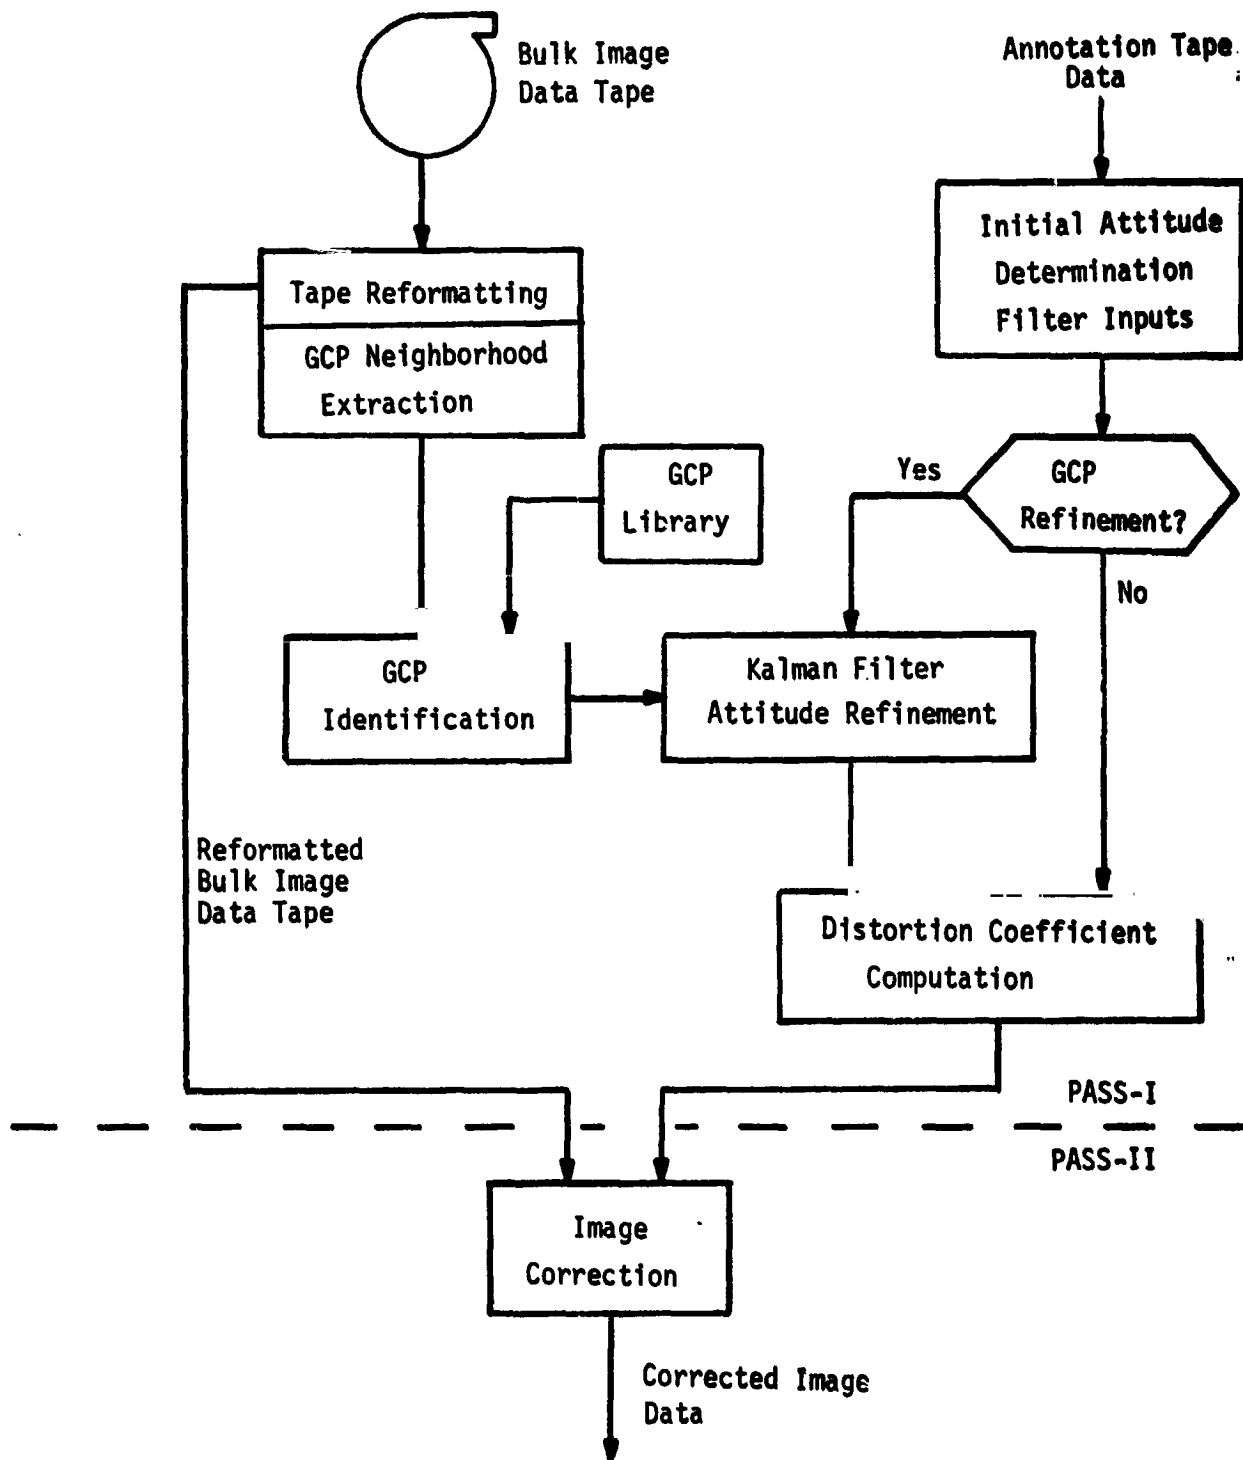 Bulk Image
Data Tape
Annotation Tape
Data
Initial Attitude
Determination
Filter Inputs
Tape Reformatting
GCP Neighborhood
Extraction
GCP
Library
Yes
GCP
Refinement?
No
GCP
Identification
Kalman Filter
Attitude Refinement
Reformatted
Bulk Image
Data Tape
Distortion Coefficient
Computation
PASS-I
PASS-II
Image
Correction
Corrected Image
Data